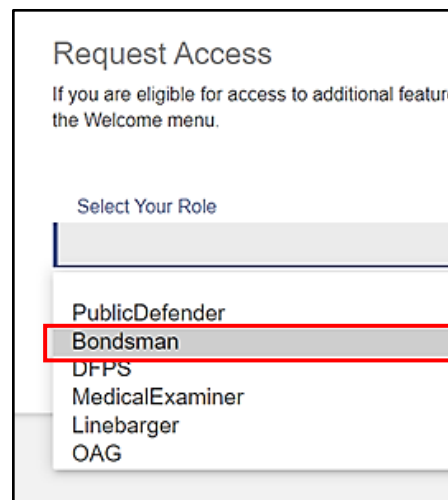 Request Access
If you are eligible for access to additional featur
the Welcome menu.
Select Your Role
PublicDefender
Bondsman
DFPS
MedicalExaminer
Linebarger
OAG